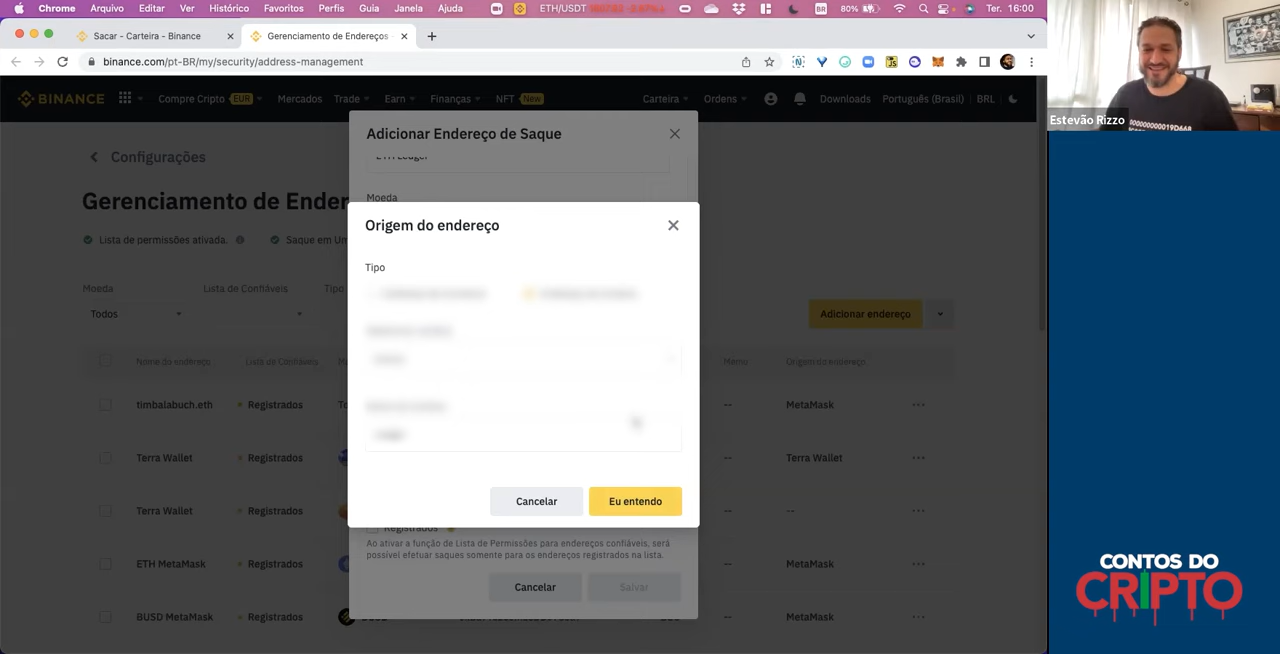 Chrome Arquivo Editar Ver Histórico Favoritos Perfis Guia Janela Ajuda ETH/USDT BR 80% Ter. 16:00
Sacar - Carteira - Binance
Gerenciamento de Endereços
binance.com/pt-BR/my/security/address-management
BINANCE Compre Cripto EUR Mercados Trade Earn Finanças NFT New Carteira Ordens Downloads Português (Brasil) BRL
Estevão Rizzo
Adicionar Endereço de Saque
Configurações
Moeda
Gerenciamento de Ender
Origem do endereço
Lista de permissões ativada.
Saque em Um
Tipo
Moeda Lista de Confiáveis Tipo
Todos
Adicionar endereço
Nome do endereço Lista de Confiáveis Memo Origem do endereço
timbalabuch.eth Registrados -- MetaMask
Terra Wallet Registrados -- Terra Wallet
Terra Wallet Registrados -- --
Cancelar Eu entendo
Registrados
Ao ativar a função de Lista de Permissões para endereços confiáveis, será
possível efetuar saques somente para os endereços registrados na lista.
ETH MetaMask Registrados -- MetaMask
Cancelar Salvar
BUSD MetaMask Registrados -- MetaMask
CONTOS DO
CRIPTO